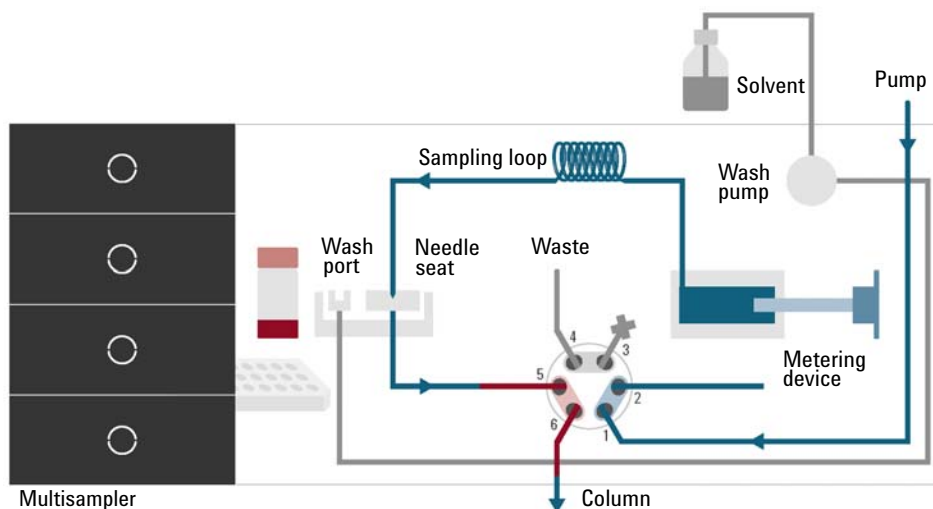 Solvent
Pump
Sampling loop
Wash
pump
Wash
port
Needle
seat
Waste
4
3
5
2
6
1
Metering
device
Multisampler
Column